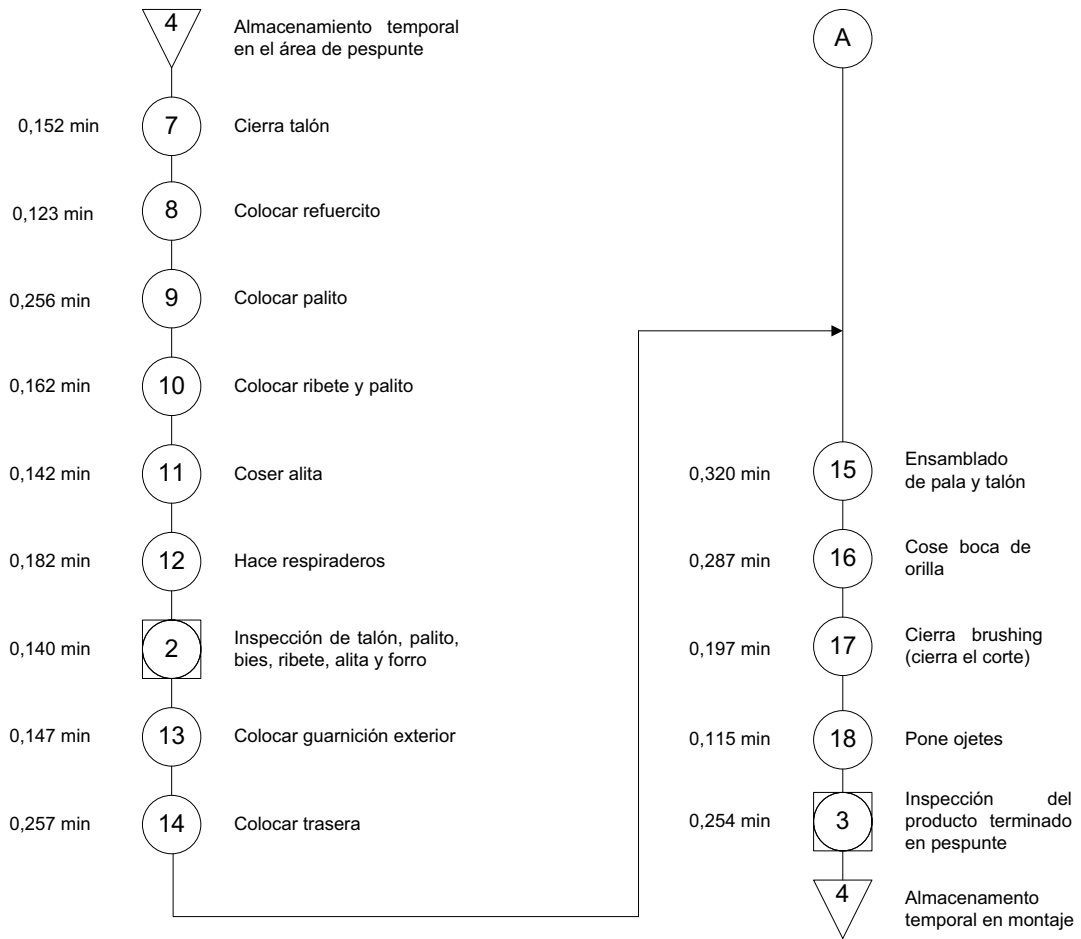 4
Almacenamiento temporal
en el área de pespunte
0,152 min
7
Cierra talón
0,123 min
8
Colocar refuercito
0,256 min
9
Colocar palito
0,162 min
10
Colocar ribete y palito
0,142 min
11
Coser alita
0,182 min
12
Hace respiraderos
0,140 min
2
Inspección de talón, palito,
bies, ribete, alita y forro
0,147 min
13
Colocar guarnición exterior
0,257 min
14
Colocar trasera
A
0,320 min
15
Ensamblado
de pala y talón
0,287 min
16
Cose boca de
orilla
0,197 min
17
Cierra brushing
(cierra el corte)
0,115 min
18
Pone ojetes
0,254 min
3
Inspección del
producto terminado
en pespunte
4
Almacenamento
temporal en montaje